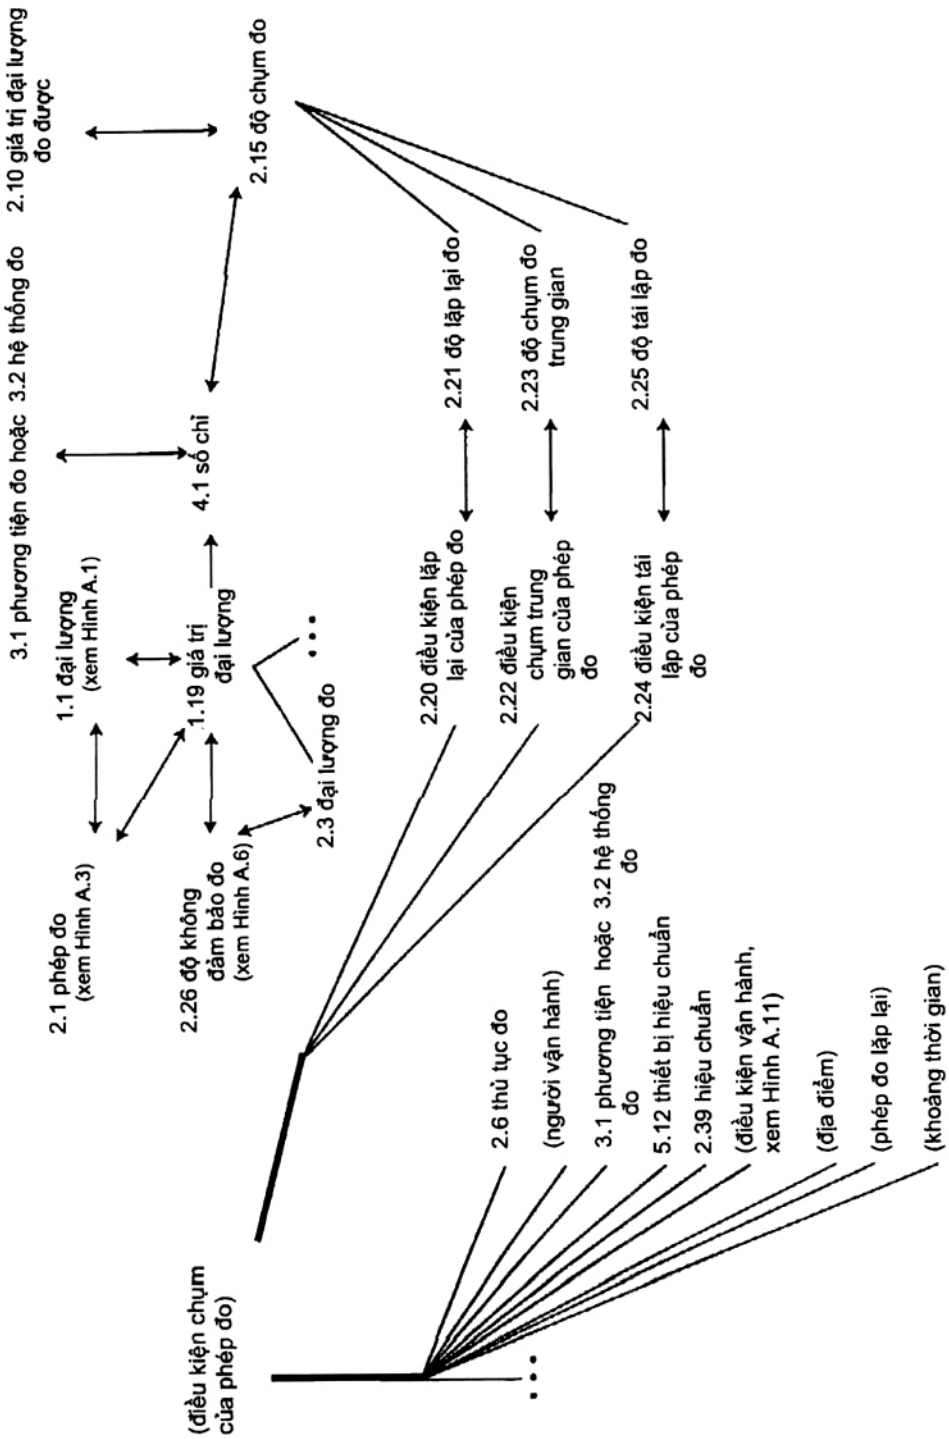 2.10 giá trị đại lượng
đo được
3.1 phương tiện đo hoặc 3.2 hệ thống đo
2.15 độ chụm đo
4.1 số chỉ
1.1 đại lượng
(xem Hình A.1)
1.19 giá trị
đại lượng
2.1 phép đo
(xem Hình A.3)
2.26 độ không
đảm bảo đo
(xem Hình A.6)
2.3 đại lượng đo
...
2.21 độ lặp lại đo
2.23 độ chụm đo
trung gian
2.25 độ tái lập đo
2.20 điều kiện lặp
lại của phép đo
2.22 điều kiện
chụm trung
gian của phép
đo
2.24 điều kiện tái
lập của phép
đo
(điều kiện chụm
của phép đo)
2.6 thủ tục đo
(người vận hành)
3.1 phương tiện hoặc 3.2 hệ thống
đo đo
5.12 thiết bị hiệu chuẩn
2.39 hiệu chuẩn
(điều kiện vận hành,
xem Hình A.11)
(địa điểm)
(phép đo lặp lại)
(khoảng thời gian)
...